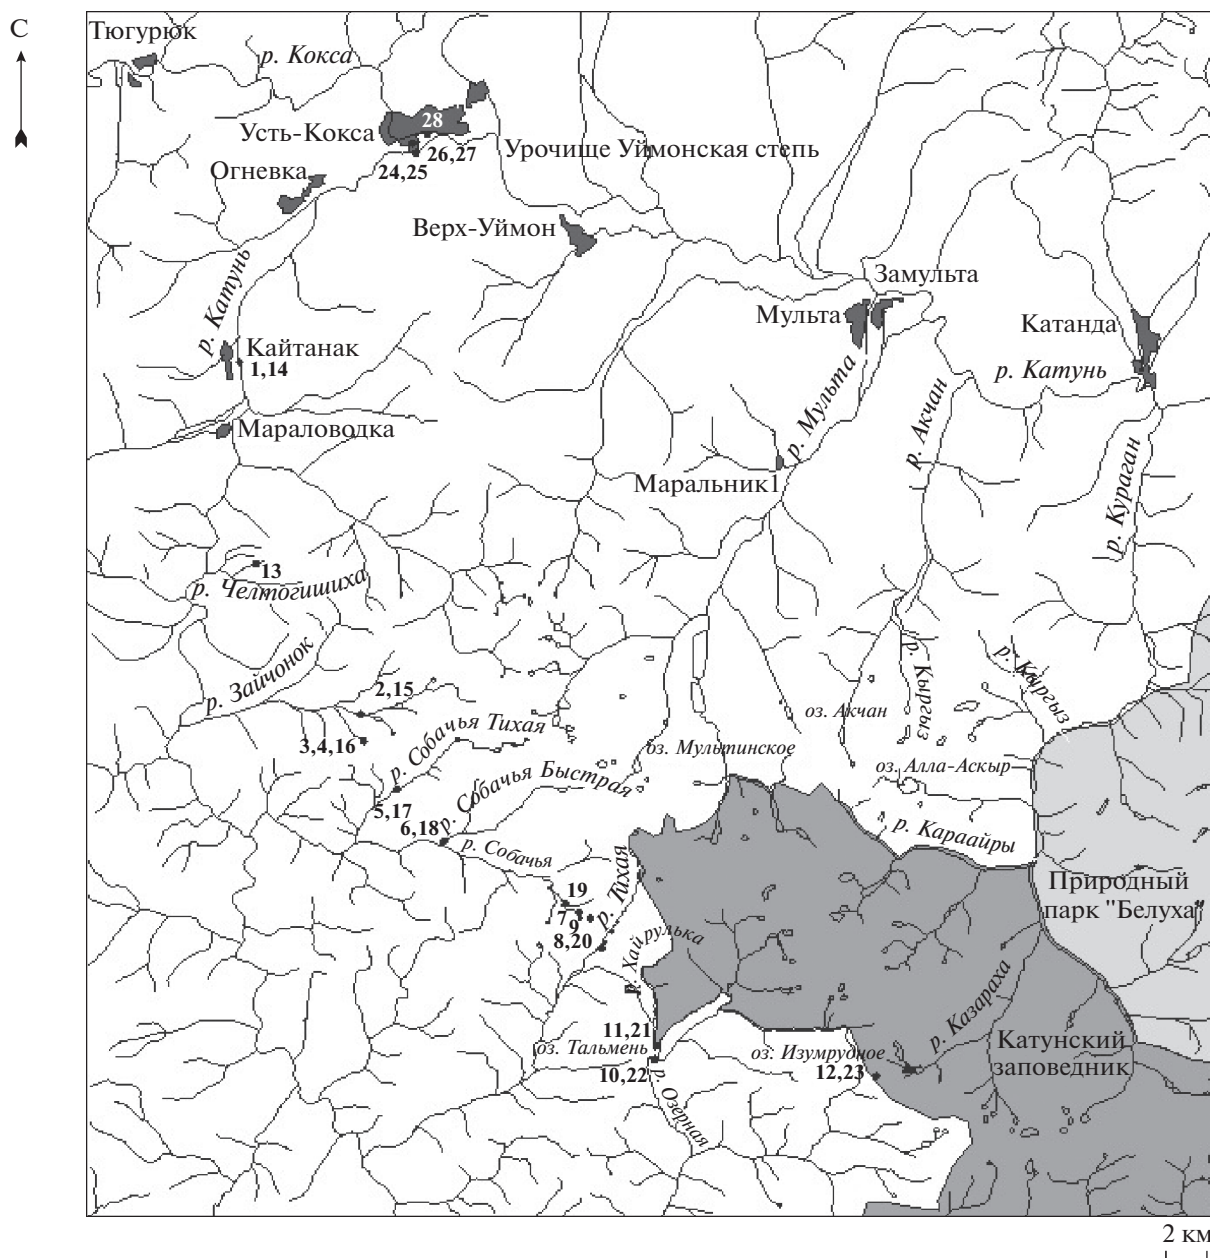 С
Тюгурюк
р. Кокса
28
Усть-Кокса
26,27
Урочище Уймонская степь
24,25
Огневка
Верх-Уймон
р. Катунь
Замульта
Мульта
Катанда
Кайтанак
1,14
р. Катунь
р. Мульта
р. Акчан
Мараловодка
Маральник1
р. Кураган
13
р. Челтогишиха
р. Зайчонок
р. Кыргыз
р. Кыргыз
2,15
оз. Акчан
3,4,16
р. Собачья Тихая
оз. Мультинское
оз. Алла-Аскыр
5,17
р. Собачья Быстрая
6,18
р. Собачья
р. Караайры
р. Тихая
19
7
9
8,20
Природный
парк "Белуха"
р. Хайрулька
р. Казараха
11,21
оз. Тальмень
оз. Изумрудное
Катунский
заповедник
10,22
12,23
р. Озерная
2 км